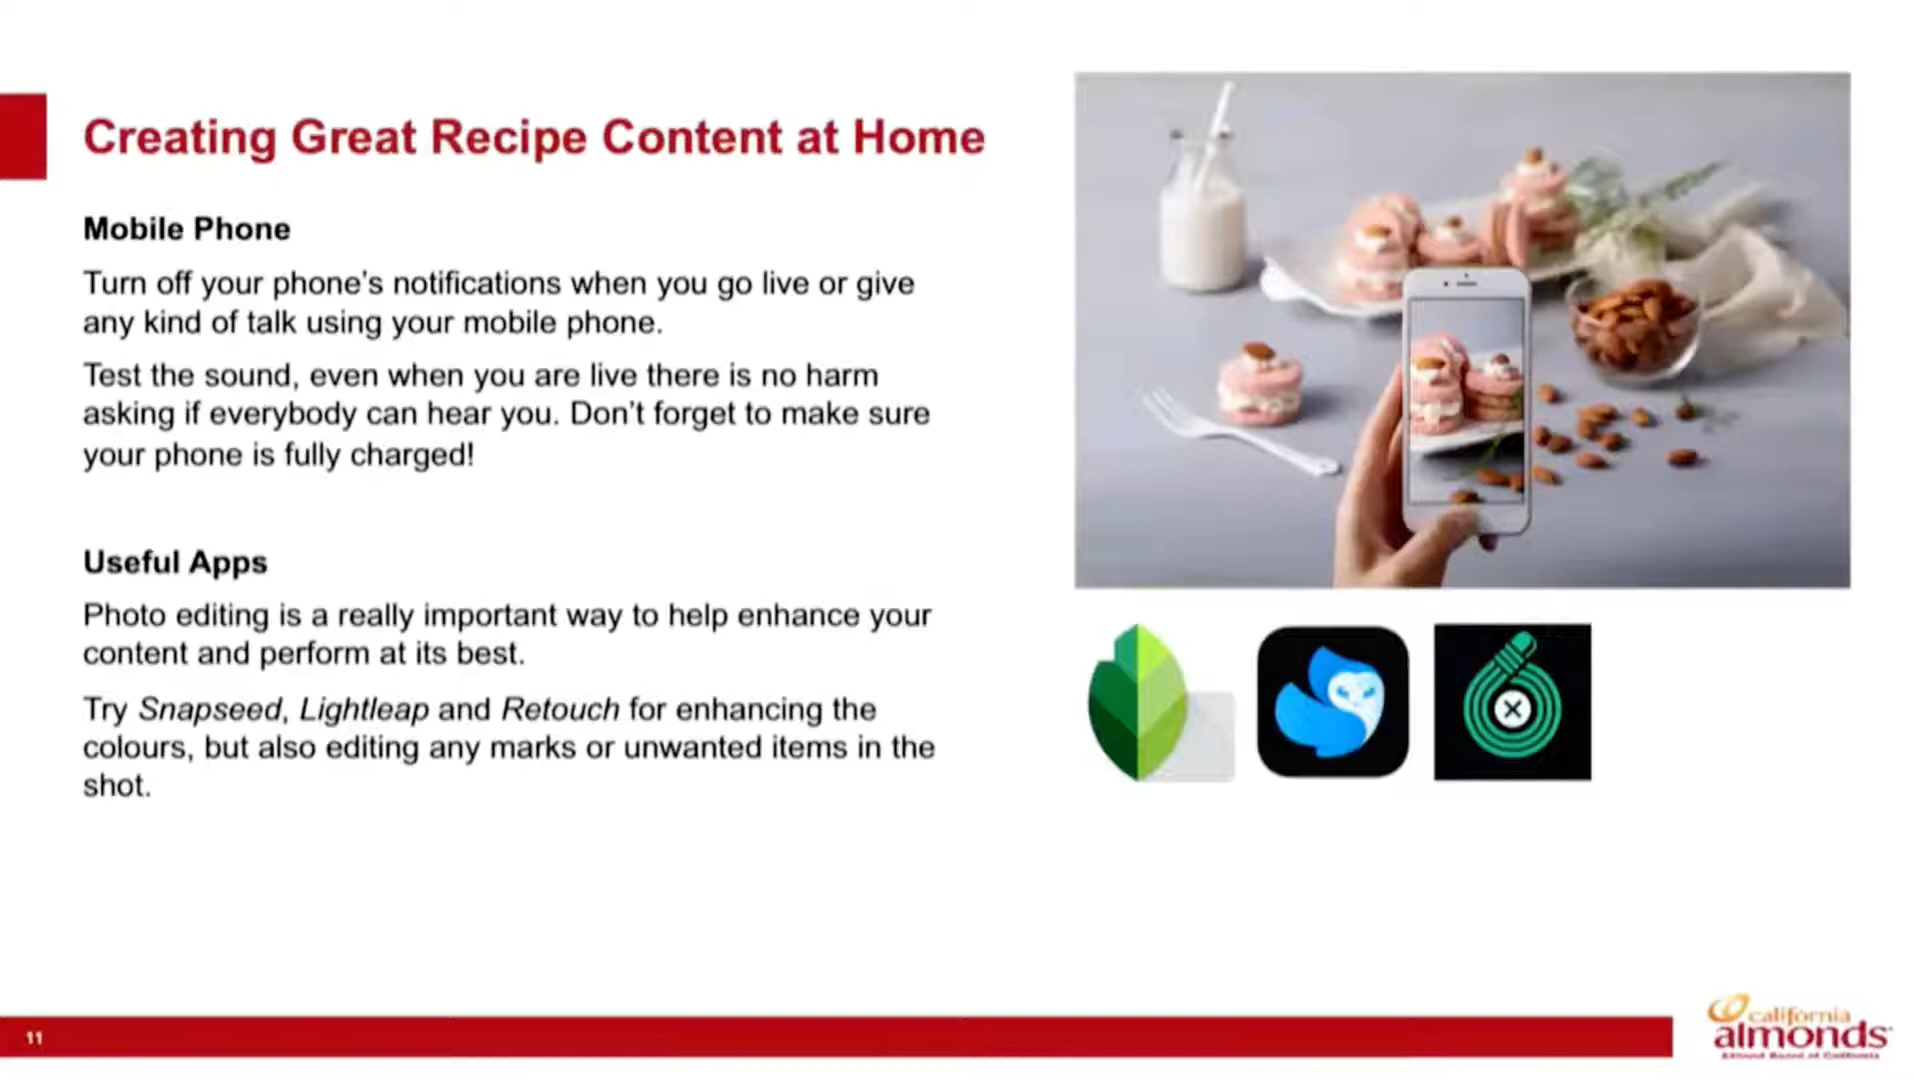 Creating Great Recipe Content at Home
Mobile Phone
Turn off your phone’s notifications when you go live or give
any kind of talk using your mobile phone.
Test the sound, even when you are live there is no harm
asking if everybody can hear you. Don’t forget to make sure
your phone is fully charged!
Useful Apps
Photo editing is a really important way to help enhance your
content and perform at its best.
Try Snapseed, Lightleap and Retouch for enhancing the
colours, but also editing any marks or unwanted items in the
shot.
11
california
almonds
Almond Board of California